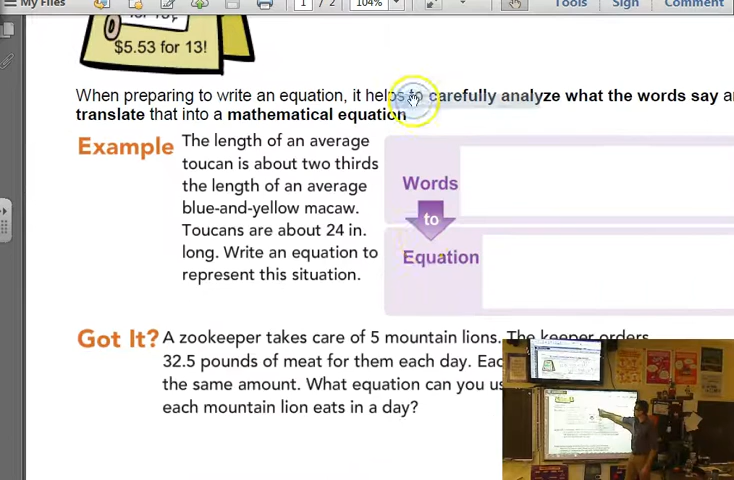 My Files
1 / 2
104%
Tools
Sign
Comment
$5.53 for 13!
When preparing to write an equation, it helps to carefully analyze what the words say
translate that into a mathematical equation
Example
The length of an average
toucan is about two thirds
the length of an average
blue-and-yellow macaw.
Toucans are about 24 in.
long. Write an equation to
represent this situation.
Words
to
Equation
Got It?
A zookeeper takes care of 5 mountain lions. The keeper orders
32.5 pounds of meat for them each day.
the same amount. What equation can you
each mountain lion eats in a day?